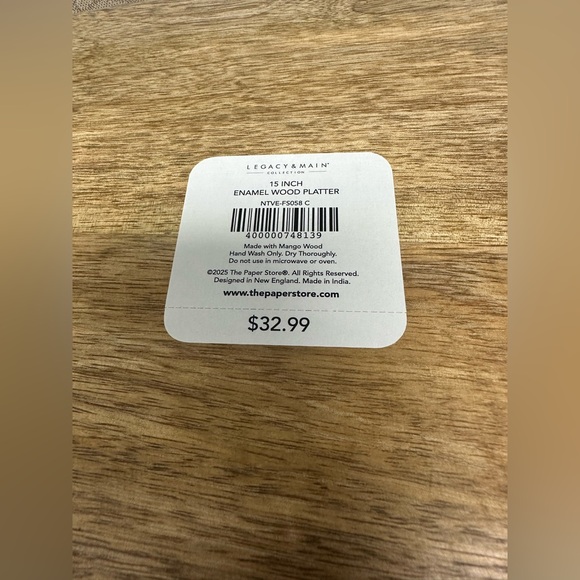 LEGACY & MAIN®
COLLECTION
15 INCH
ENAMEL WOOD PLATTER
NTVE-FS058 C
400000748139
Made with Mango Wood
Hand Wash Only. Dry Thoroughly.
Do not use in microwave or oven.
©2025 The Paper Store®. All Rights Reserved.
Designed in New England. Made in India.
www.thepaperstore.com
$32.99